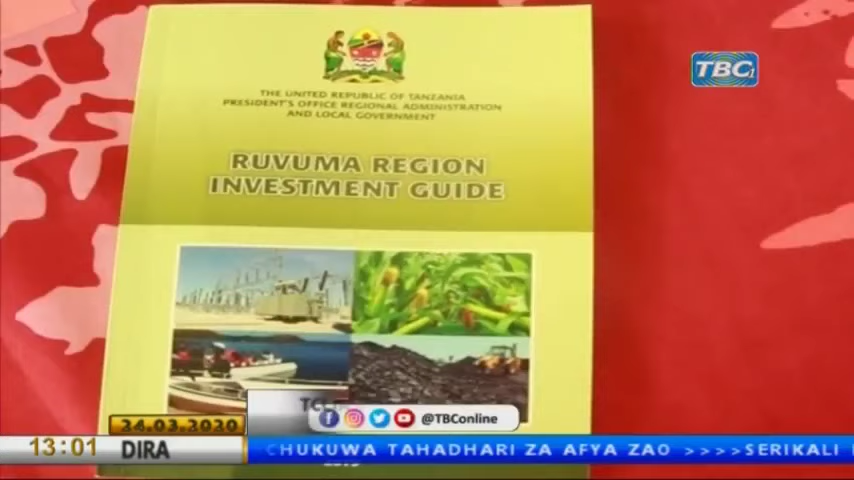 TBC1
THE UNITED REPUBLIC OF TANZANIA
PRESIDENT'S OFFICE REGIONAL ADMINISTRATION
AND LOCAL GOVERNMENT
RUVUMA REGION
INVESTMENT GUIDE
@TBConline
24.03.2020
13:01
DIRA
CHUKUWA TAHADHARI ZA AFYA ZAO >>>>SERIKALI